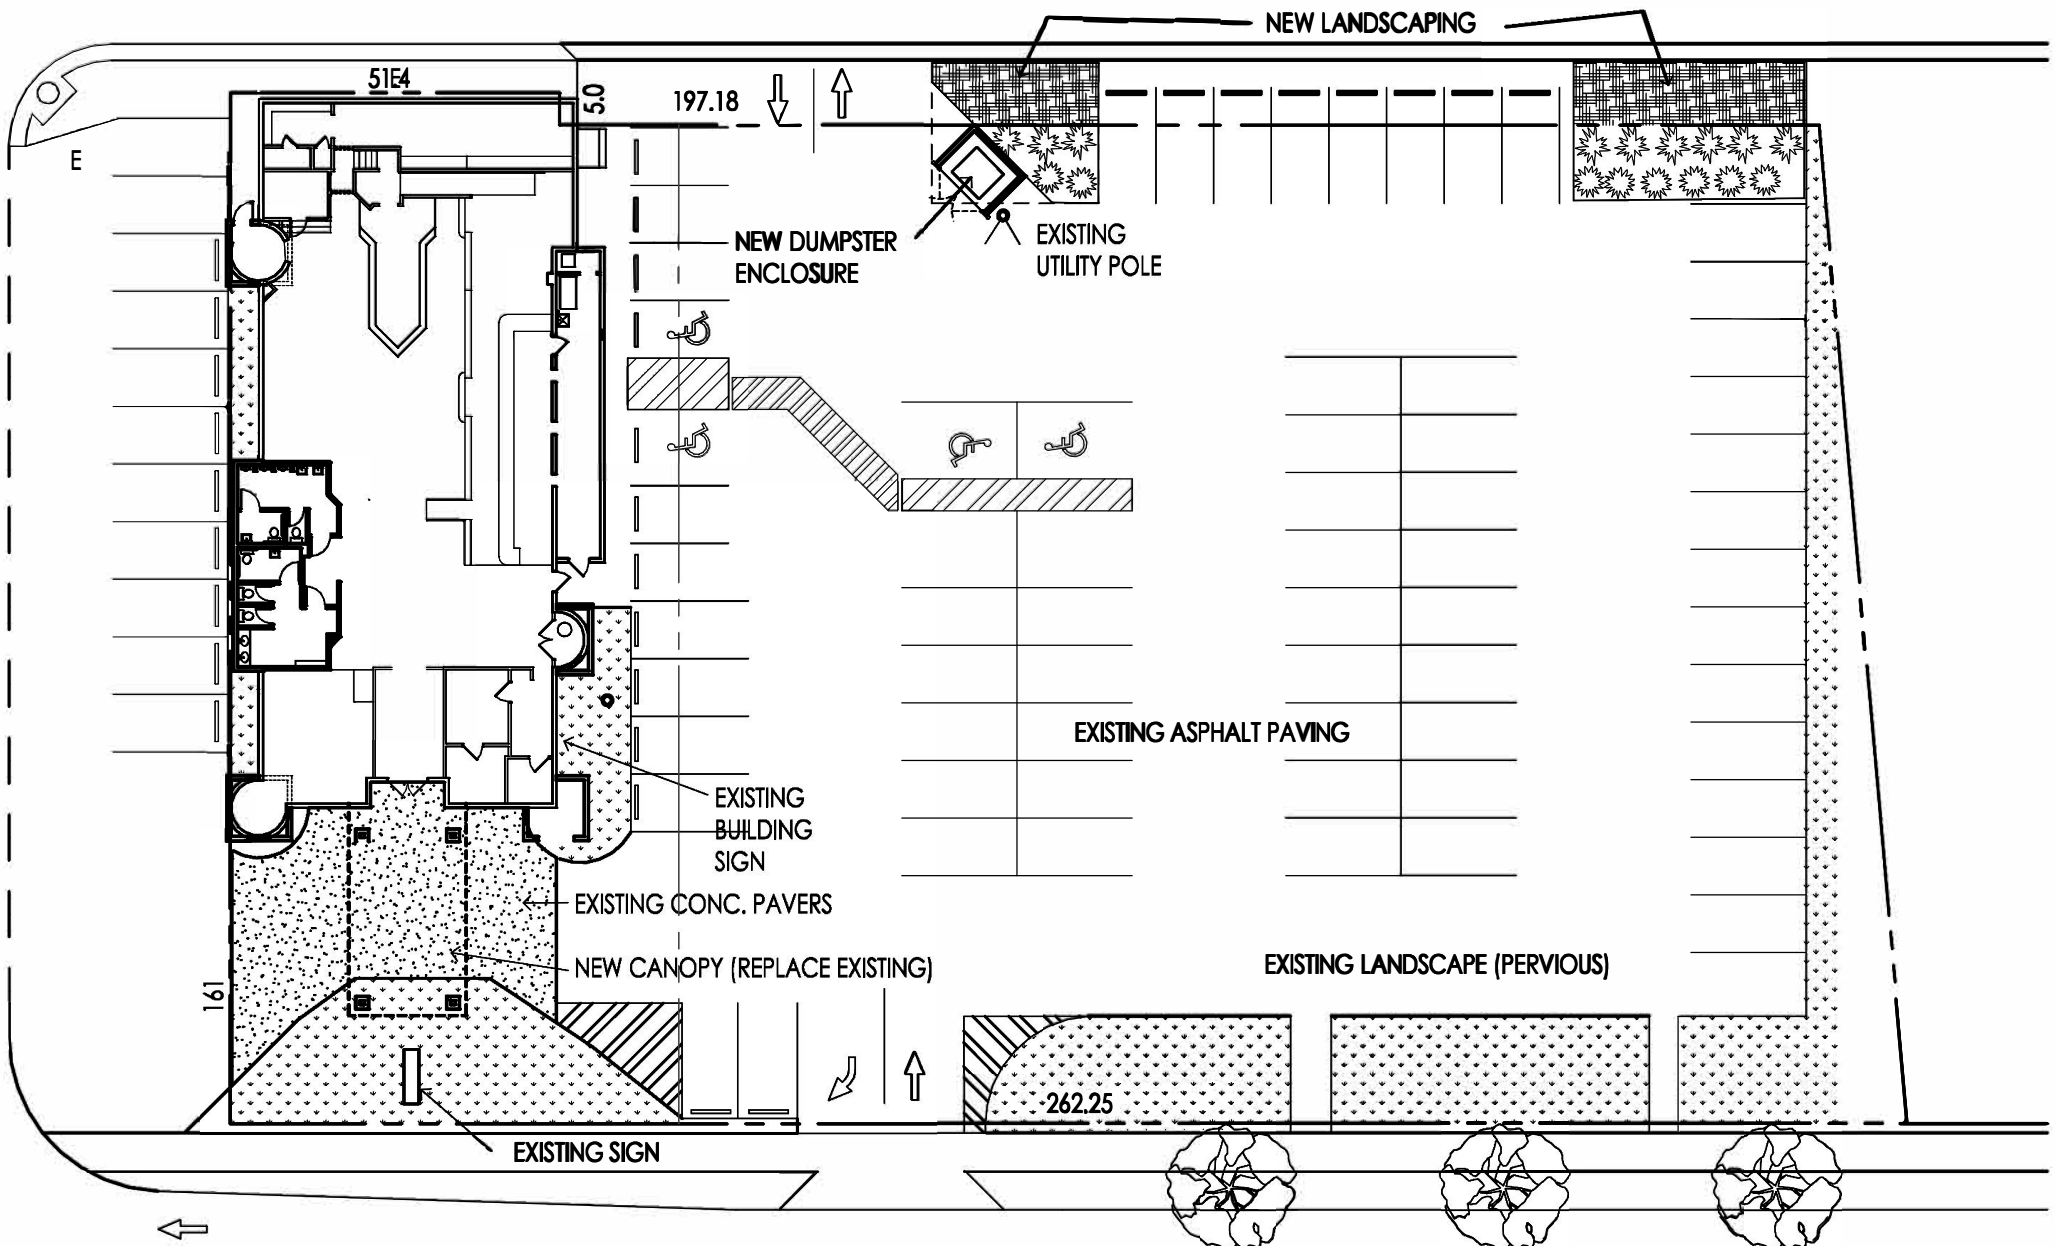 NEW LANDSCAPING
51E4
5.0
197.18
E
NEW DUMPSTER
ENCLOSURE
EXISTING
UTILITY POLE
EXISTING ASPHALT PAVING
EXISTING
BUILDING
SIGN
EXISTING CONC. PAVERS
NEW CANOPY (REPLACE EXISTING)
EXISTING LANDSCAPE (PERVIOUS)
161
262.25
EXISTING SIGN